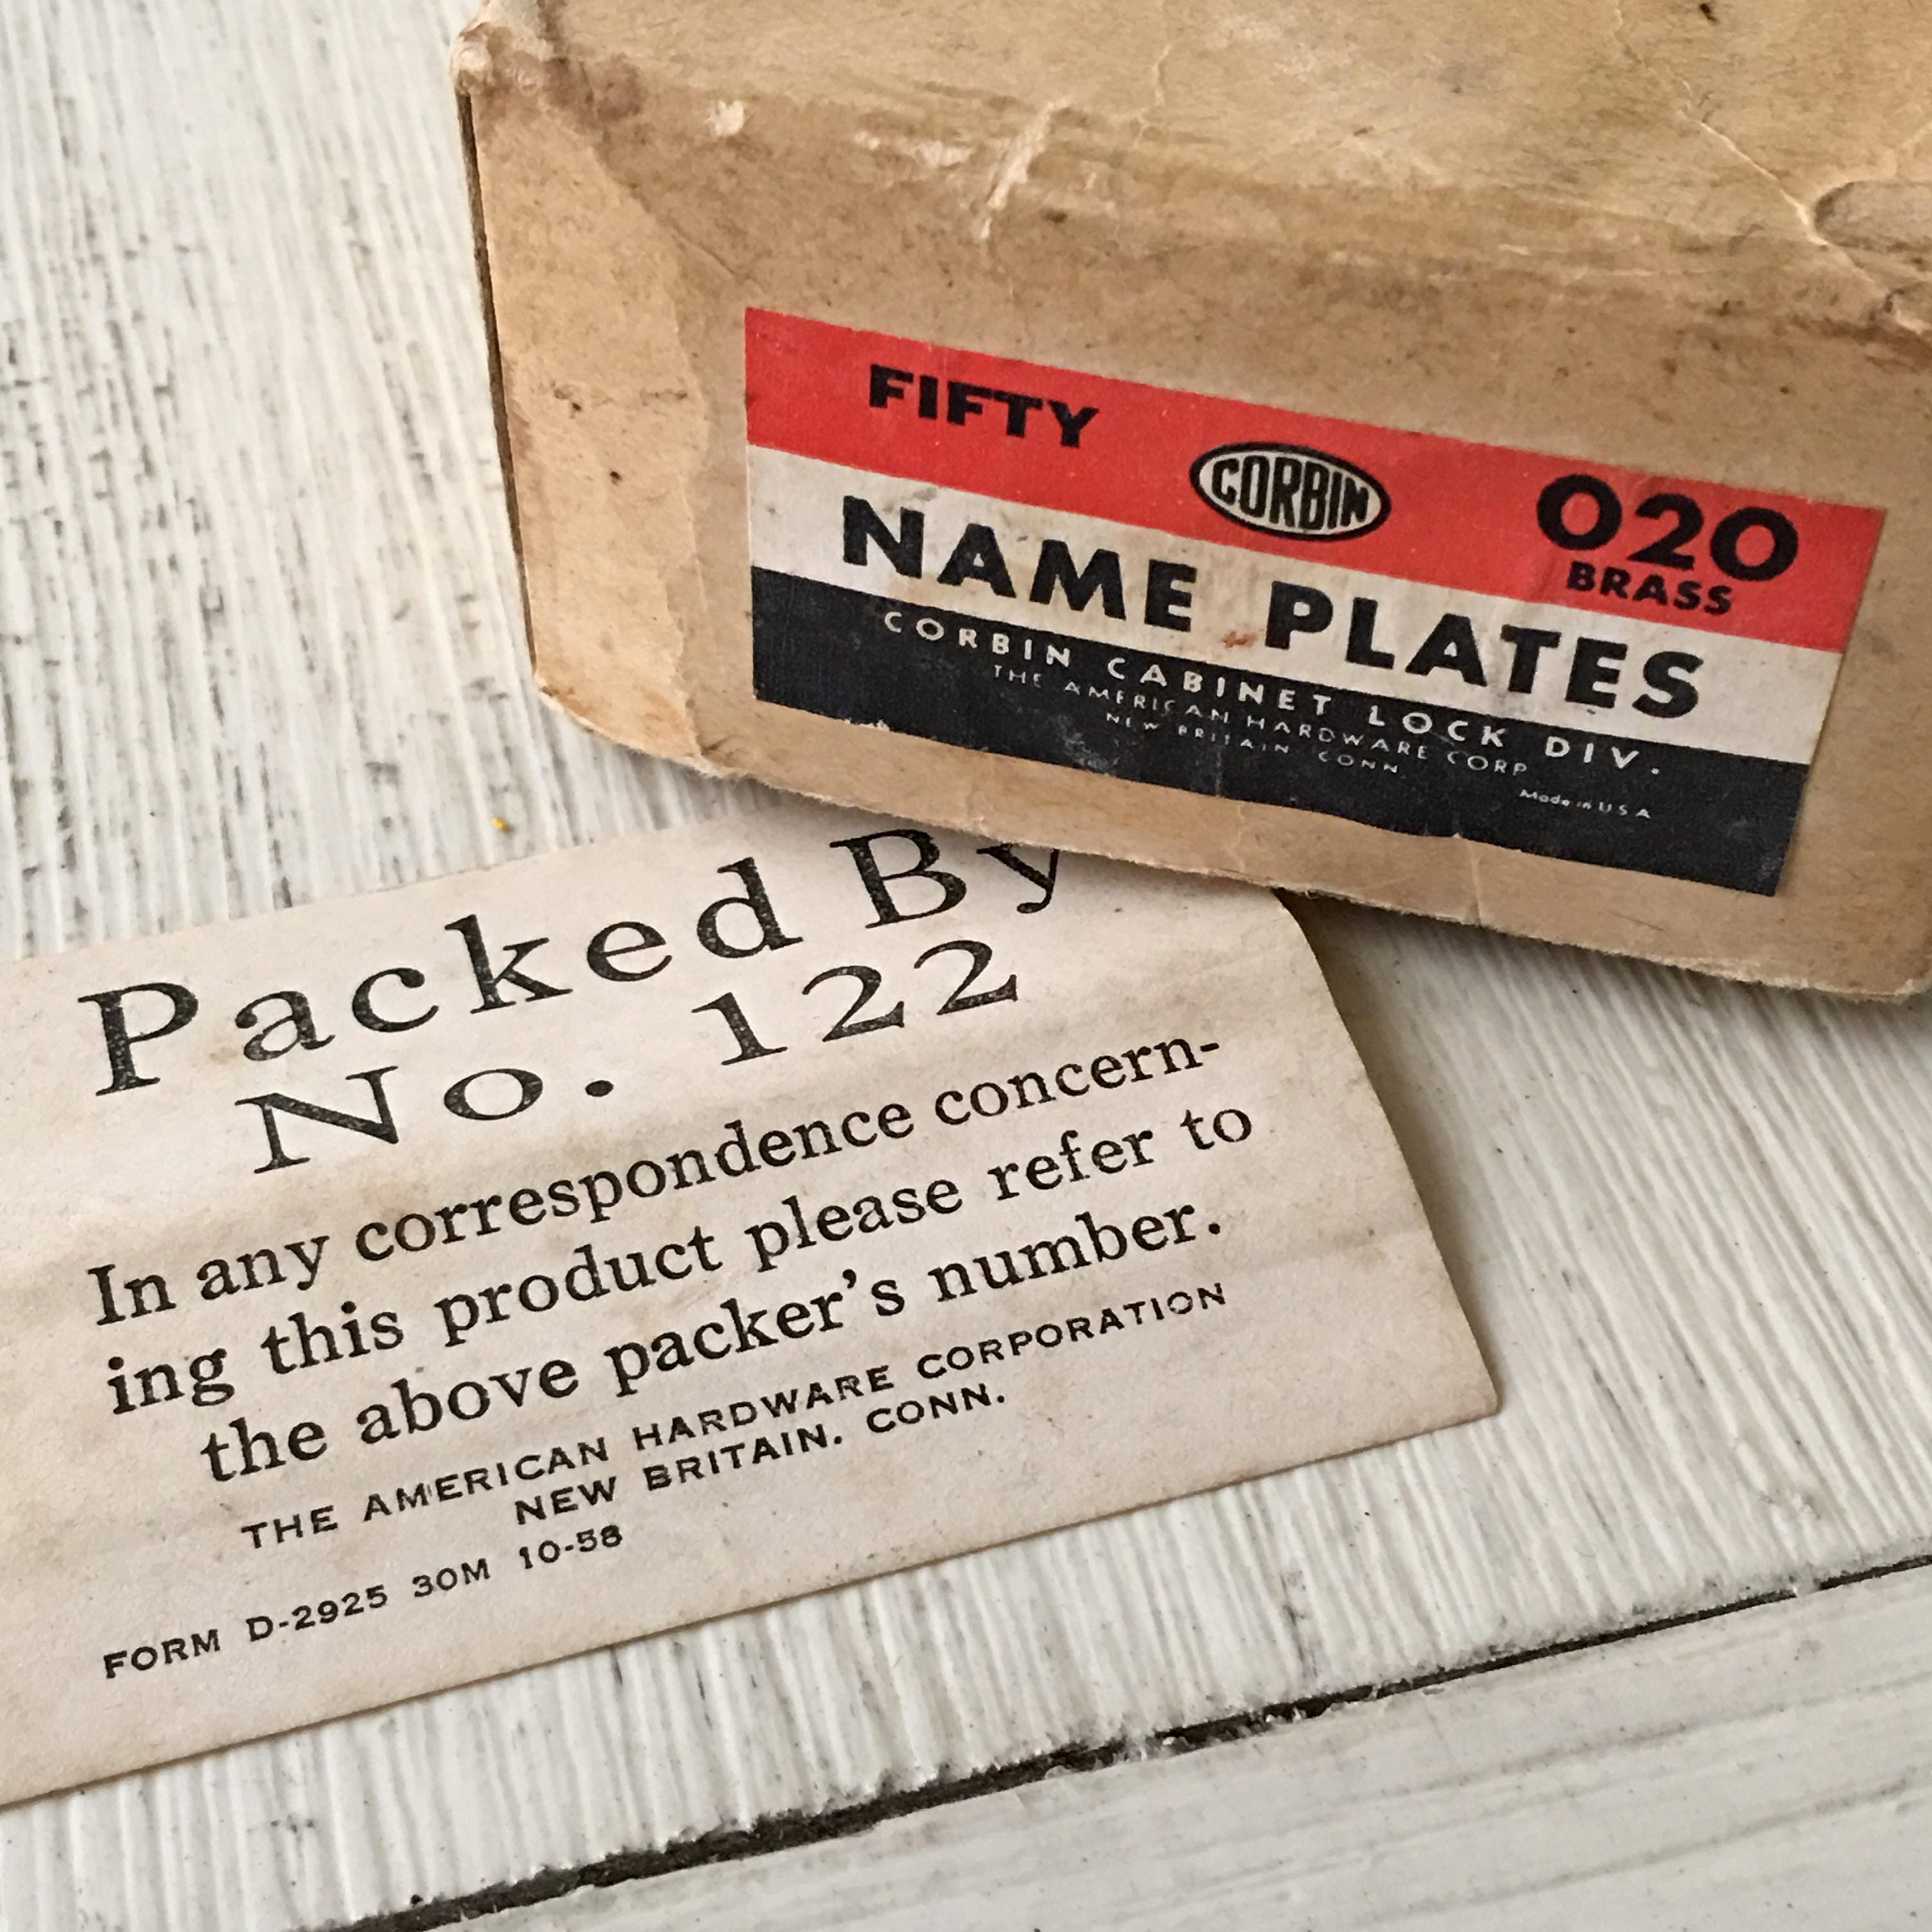 FIFTY
CORBIN
020
BRASS
NAME PLATES
CORBIN CABINET LOCK DIV.
THE AMERICAN HARDWARE CORP.
NEW BRITAIN CONN.
Made in U S A
Packed By
No. 122
In any correspondence concern-
ing this product please refer to
the above packer's number.
THE AMERICAN HARDWARE CORPORATION
NEW BRITAIN, CONN.
FORM D-2925 30M 10-58